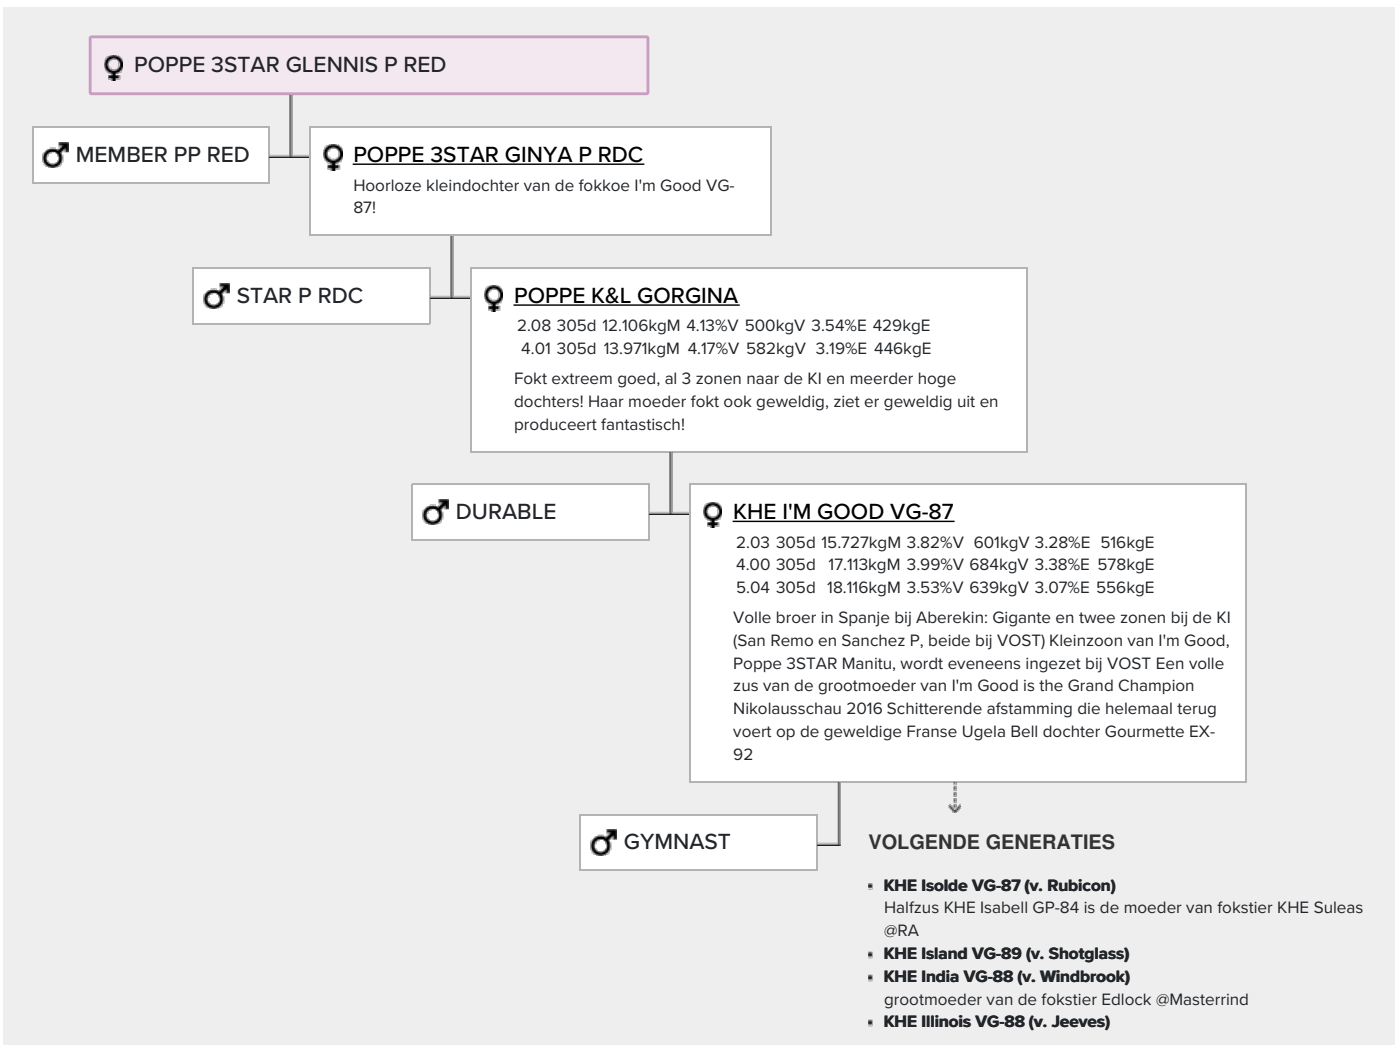 POPPE 3STAR GLENNIS P RED
MEMBER PP RED
POPPE 3STAR GINYA P RDC
Hoorloze kleindochter van de fokkoe I'm Good VG-
87!
STAR P RDC
POPPE K&L GORGINA
2.08 305d 12.106kgM 4.13%V 500kgV 3.54%E 429kgE
4.01 305d 13.971kgM 4.17%V 582kgV 3.19%E 446kgE
Fokt extreem goed, al 3 zonen naar de KI en meerder hoge
dochters! Haar moeder fokt ook geweldig, ziet er geweldig uit en
produceert fantastisch!
DURABLE
KHE I'M GOOD VG-87
2.03 305d 15.727kgM 3.82%V 601kgV 3.28%E 516kgE
4.00 305d 17.113kgM 3.99%V 684kgV 3.38%E 578kgE
5.04 305d 18.116kgM 3.53%V 639kgV 3.07%E 556kgE
Volle broer in Spanje bij Aberekin: Gigante en twee zonen bij de KI
(San Remo en Sanchez P, beide bij VOST) Kleinzoon van I'm Good,
Poppe 3STAR Manitu, wordt eveneens ingezet bij VOST Een volle
zus van de grootmoeder van I'm Good is the Grand Champion
Nikolausschau 2016 Schitterende afstamming die helemaal terug
voert op de geweldige Franse Ugela Bell dochter Gourmette EX-
92
GYMNAST
VOLGENDE GENERATIES
KHE Isolde VG-87 (v. Rubicon)
Halfzus KHE Isabell GP-84 is de moeder van fokstier KHE Suleas
@RA
KHE Island VG-89 (v. Shotglass)
KHE India VG-88 (v. Windbrook)
grootmoeder van de fokstier Edlock @Masterrind
KHE Illinois VG-88 (v. Jeeves)